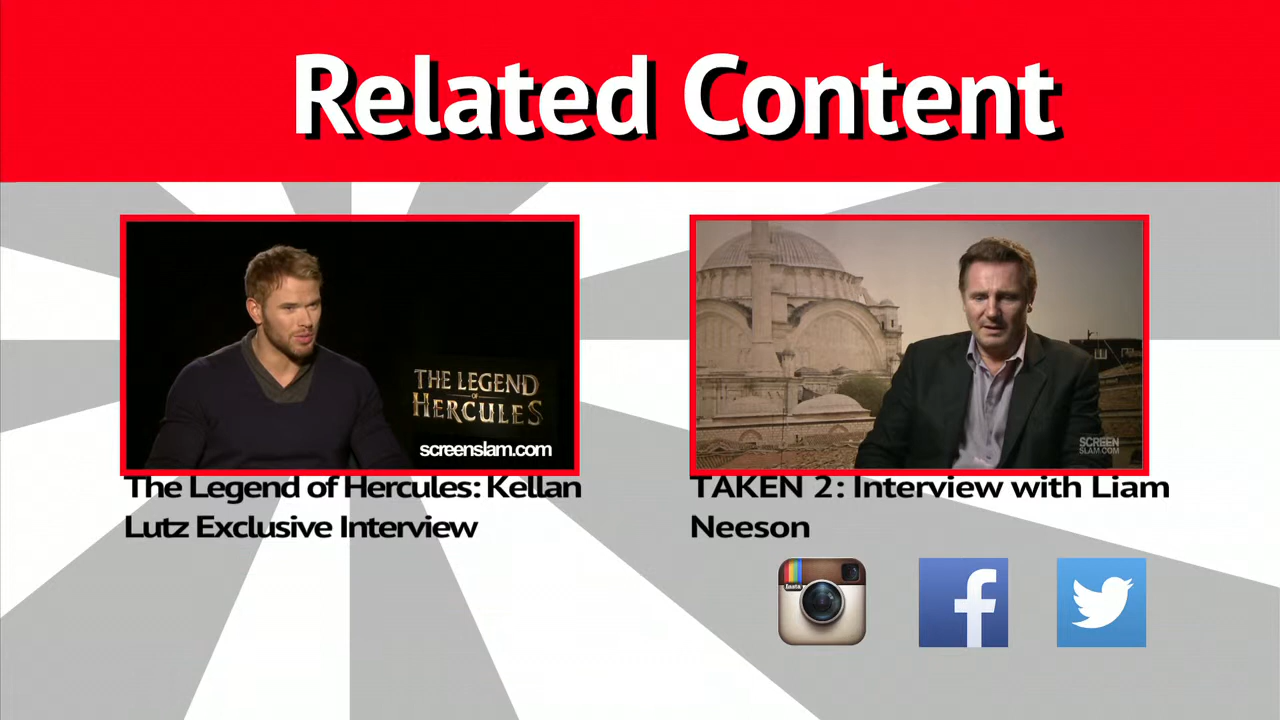 Related Content
THE LEGEND
OF
HERCULES
screenslam.com
SCREEN
SLAM.COM
The Legend of Hercules: Kellan
Lutz Exclusive Interview
TAKEN 2: Interview with Liam
Neeson
Insta
f